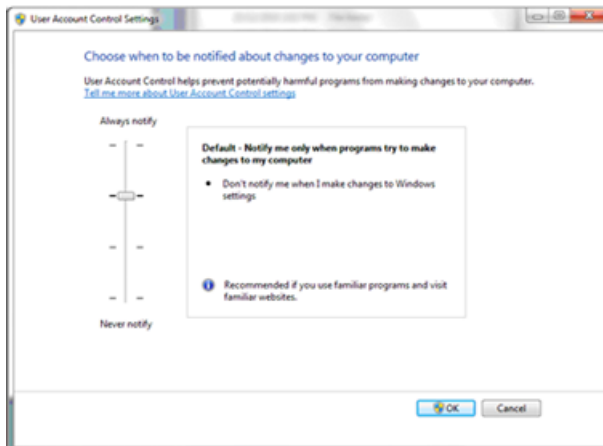 User Account Control Settings
Choose when to be notified about changes to your computer
User Account Control helps prevent potentially harmful programs from making changes to your computer.
Tell me more about User Account Control settings
Always notify
Default - Notify me only when programs try to make
changes to my computer
• Don't notify me when I make changes to Windows
settings
Recommended if you use familiar programs and visit
familiar websites.
Never notify
OK
Cancel